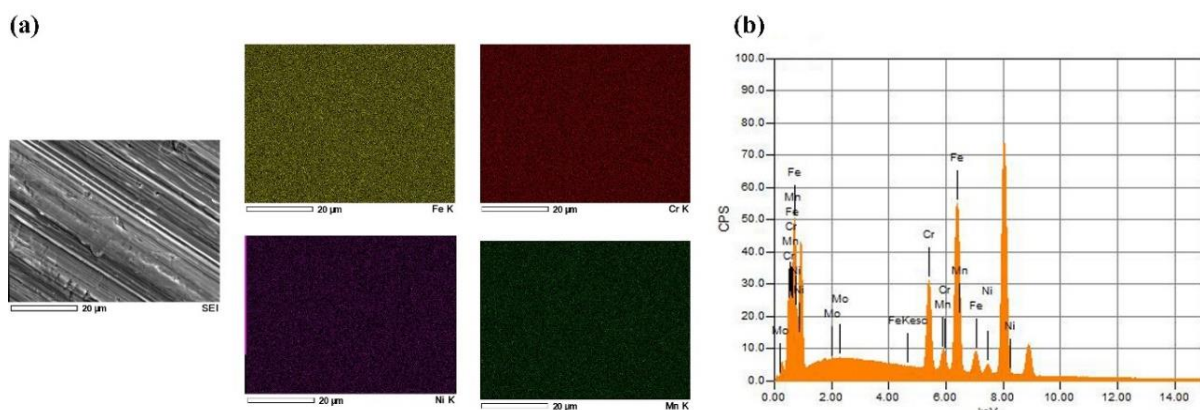 (a)
20 µm
SEI
20 µm
Fe K
20 µm
Cr K
20 µm
Ni K
20 µm
Mn K
(b)
CPS
100.0
90.0
80.0
70.0
60.0
50.0
40.0
30.0
20.0
10.0
0.0
Fe
Mn
Fe
Cr
Mn
Cr
Ni
Ni
Mo
Mo
Mo
FeKesc
Cr
Cr
Mn
Fe
Mn
Fe
Ni
Ni
0.00
2.00
4.00
6.00
8.00
10.00
12.00
14.00